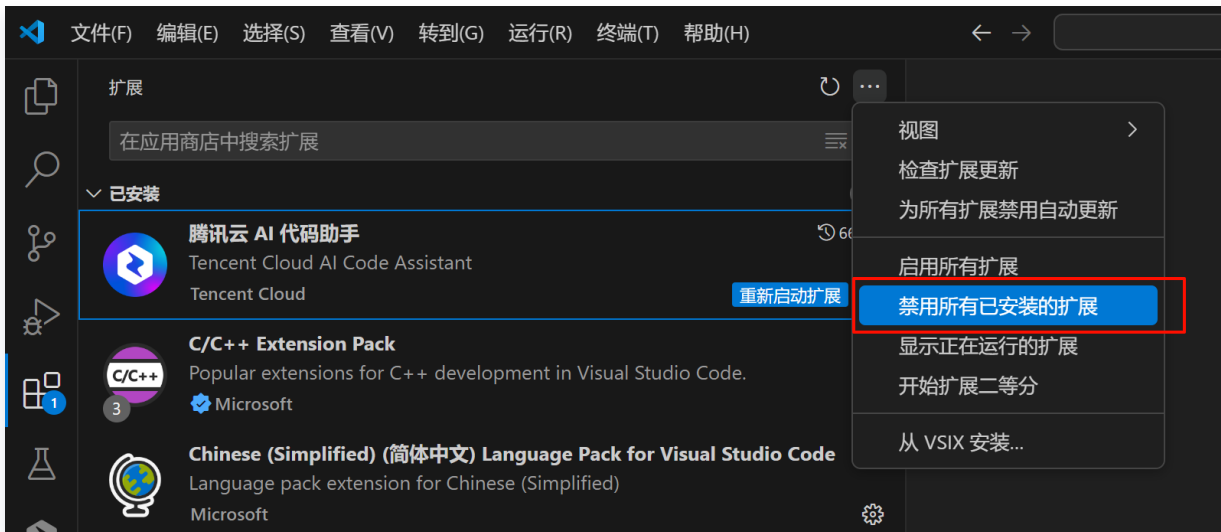 文件(F) 编辑(E) 选择(S) 查看(V) 转到(G) 运行(R) 终端(T) 帮助(H)
扩展
在应用商店中搜索扩展
已安装
腾讯云 AI 代码助手
Tencent Cloud AI Code Assistant
Tencent Cloud
重新启动扩展
C/C++
3
C/C++ Extension Pack
Popular extensions for C++ development in Visual Studio Code.
Microsoft
1
Chinese (Simplified) (简体中文) Language Pack for Visual Studio Code
Language pack extension for Chinese (Simplified)
Microsoft
视图
检查扩展更新
为所有扩展禁用自动更新
启用所有扩展
禁用所有已安装的扩展
显示正在运行的扩展
开始扩展二等分
从 VSIX 安装...